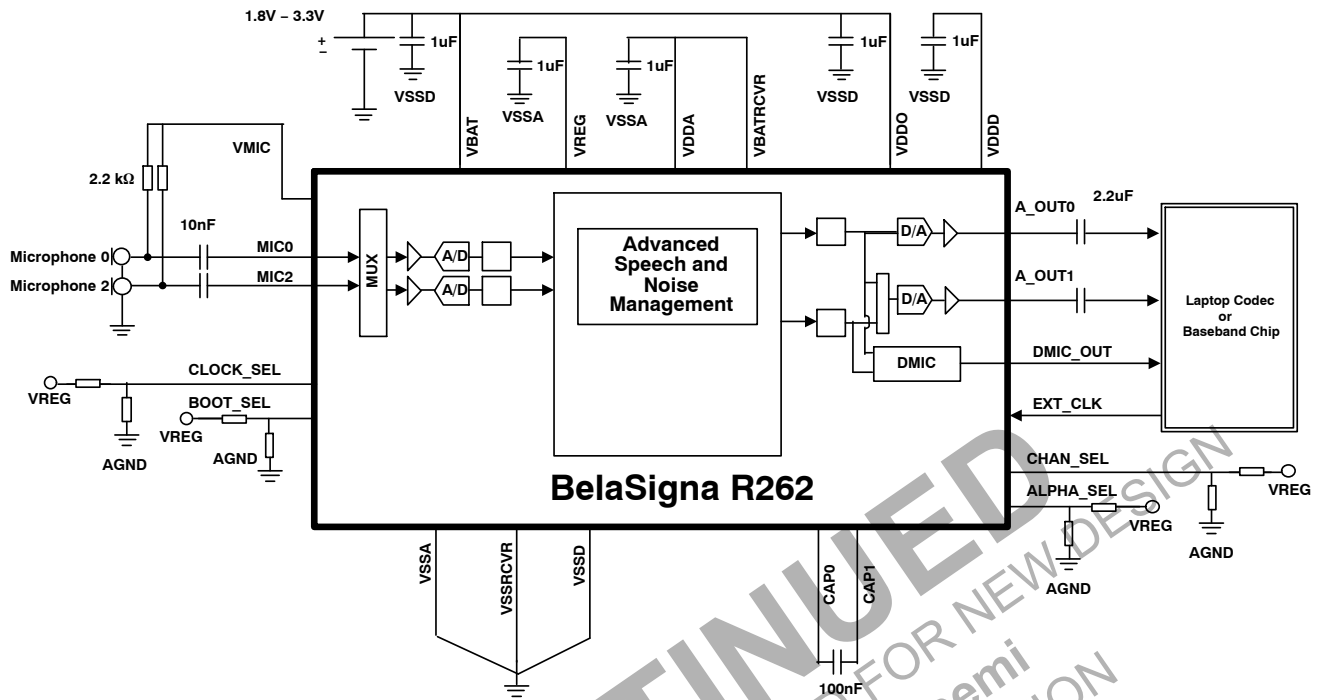 1.8V – 3.3V
+
–
1uF
VSSD
1uF
VSSA
1uF
VSSA
1uF
VSSD
1uF
VSSD
VBAT
VREG
VDDA
VBATRCVR
VDDO
VDDD
VMIC
2.2 kΩ
10nF
Microphone 0
MIC0
Microphone 2
MIC2
MUX
A/D
A/D
Advanced
Speech and
Noise
Management
D/A
D/A
DMIC
A_OUT0
2.2uF
A_OUT1
DMIC_OUT
EXT_CLK
Laptop Codec
or
Baseband Chip
CLOCK_SEL
VREG
AGND
BOOT_SEL
VREG
AGND
BelaSigna R262
CHAN_SEL
VREG
AGND
ALPHA_SEL
VREG
AGND
VSSA
VSSRCVR
VSSD
CAP0
CAP1
100nF
TINUED
FOR NEW DESIGN